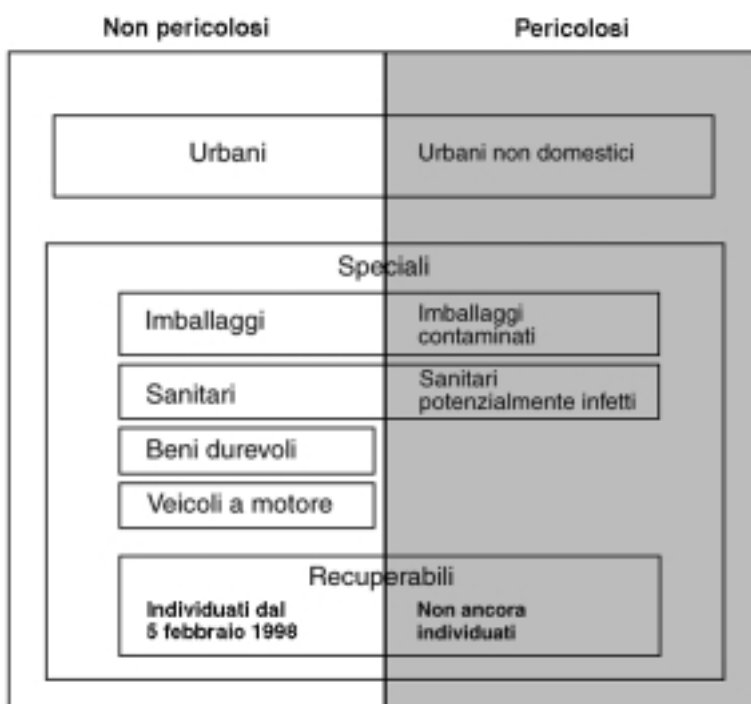 Non pericolosi
Pericolosi
Urbani
Urbani non domestici
Speciali
Imballaggi
Imballaggi
contaminati
Sanitari
Sanitari
potenzialmente infetti
Beni durevoli
Veicoli a motore
Recuperabili
Individuati dal
5 febbraio 1998
Non ancora
individuati